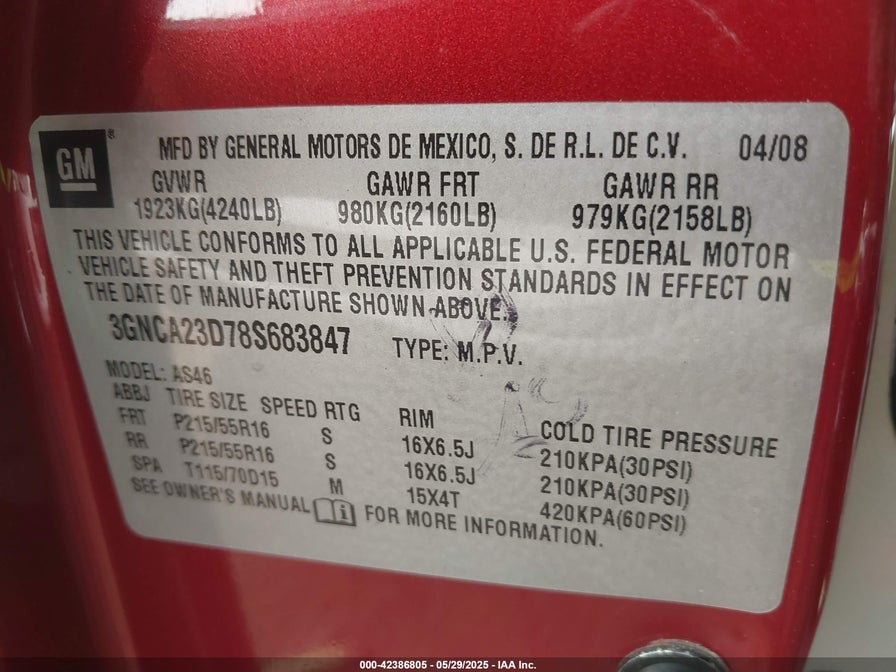 GM ®
MFD BY GENERAL MOTORS DE MEXICO, S. DE R.L. DE C.V. 04/08
GVWR GAWR FRT GAWR RR
1923KG(4240LB) 980KG(2160LB) 979KG(2158LB)
THIS VEHICLE CONFORMS TO ALL APPLICABLE U.S. FEDERAL MOTOR
VEHICLE SAFETY AND THEFT PREVENTION STANDARDS IN EFFECT ON
THE DATE OF MANUFACTURE SHOWN ABOVE.
3GNCA23D78S683847 TYPE: M.P.V.
MODEL: AS46
ABBJ TIRE SIZE SPEED RTG RIM COLD TIRE PRESSURE
FRT P215/55R16 S 16X6.5J 210KPA(30PSI)
RR P215/55R16 S 16X6.5J 210KPA(30PSI)
SPA T115/70D15 M 15X4T 420KPA(60PSI)
SEE OWNER'S MANUAL i FOR MORE INFORMATION.
000-42386805 - 05/29/2025 - IAA Inc.